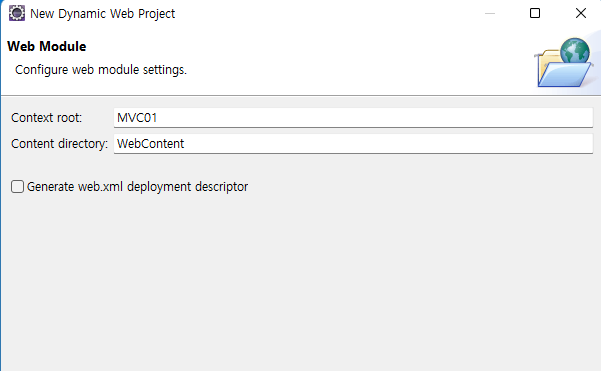 New Dynamic Web Project
Web Module
Configure web module settings.
Context root: MVC01
Content directory: WebContent
Generate web.xml deployment descriptor